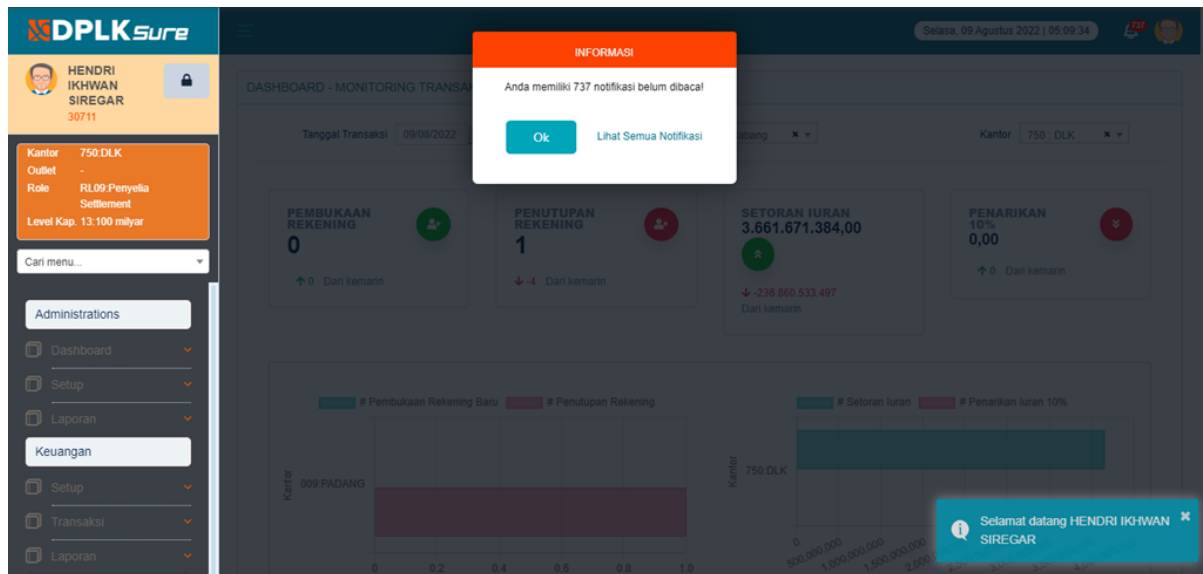 DPLKSure
Selasa, 09 Agustus 2022 | 05:09:34
737
HENDRI
IKHWAN
SIREGAR
30711
Kantor 750:DLK
Outlet -
Role RL09:Penyelia
Settlement
Level Kap. 13:100 milyar
Cari menu...
Administrations
Dashboard
Setup
Laporan
Keuangan
Setup
Transaksi
Laporan
INFORMASI
Anda memiliki 737 notifikasi belum dibaca!
Ok Lihat Semua Notifikasi
DASHBOARD - MONITORING TRANSA
Tanggal Transaksi 09/08/2022
abang
Kantor 750 : DLK
PEMBUKAAN
REKENING
0
0 Dari kemarin
PENUTUPAN
REKENING
1
-4 Dari kemarin
SETORAN IURAN
3.661.671.384,00
-236.860.533.497
Dari kemarin
PENARIKAN
10%
0,00
0 Dari kemarin
# Pembukaan Rekening Baru # Penutupan Rekening
Kantor
009:PADANG
0 0.2 0.4 0.6 0.8 1.0
# Setoran Iuran # Penarikan Iuran 10%
Kantor
750:DLK
0 500.000.000 1.000.000.000 1.500.000.000
Selamat datang HENDRI IKHWAN
SIREGAR